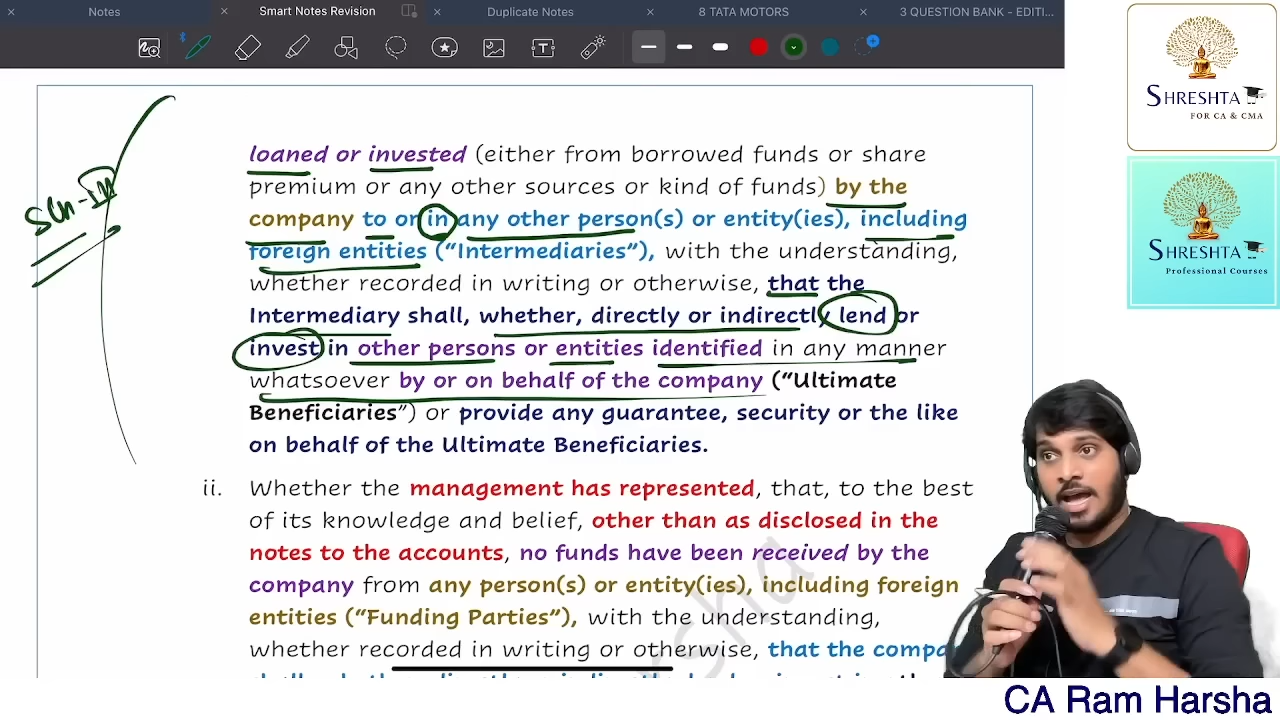 Notes
Smart Notes Revision
Duplicate Notes
8 TATA MOTORS
3 QUESTION BANK - EDITI...
loaned or invested (either from borrowed funds or share
premium or any other sources or kind of funds) by the
company to or in any other person(s) or entity(ies), including
foreign entities (“Intermediaries”), with the understanding,
whether recorded in writing or otherwise, that the
Intermediary shall, whether, directly or indirectly lend or
invest in other persons or entities identified in any manner
whatsoever by or on behalf of the company (“Ultimate
Beneficiaries”) or provide any guarantee, security or the like
on behalf of the Ultimate Beneficiaries.
ii. Whether the management has represented, that, to the best
of its knowledge and belief, other than as disclosed in the
notes to the accounts, no funds have been received by the
company from any person(s) or entity(ies), including foreign
entities (“Funding Parties”), with the understanding,
whether recorded in writing or otherwise, that the
SHRESHTA
FOR CA & CMA
SHRESHTA
Professional Courses
CA Ram Harsha